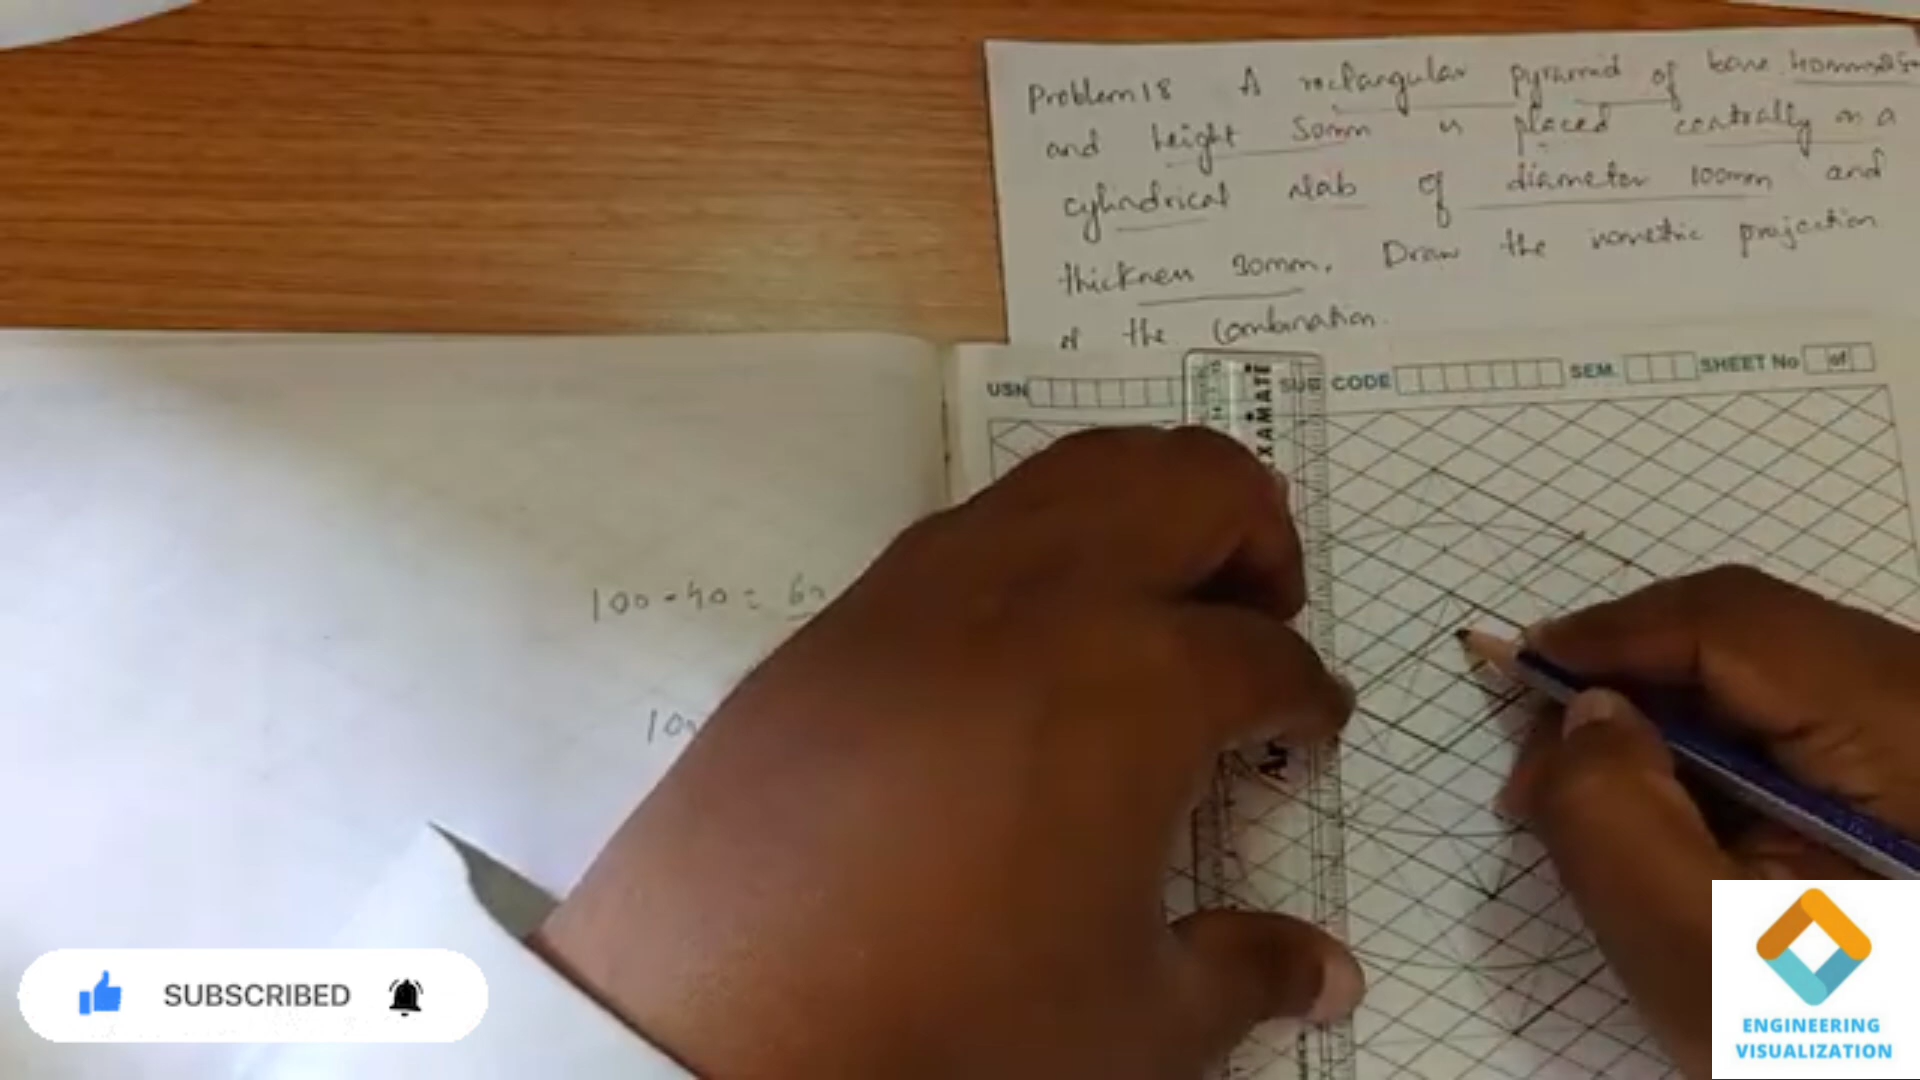 Problem 18 A rectangular pyramid of base 40mmx25
and height 50mm is placed centrally on a
cylindrical slab of diameter 100mm and
thickness 30mm. Draw the isometric projection
of the combination.
USN SUB CODE SEM. SHEET No of
EXAMATE
100-40= 60
SUBSCRIBED
ENGINEERING
VISUALIZATION